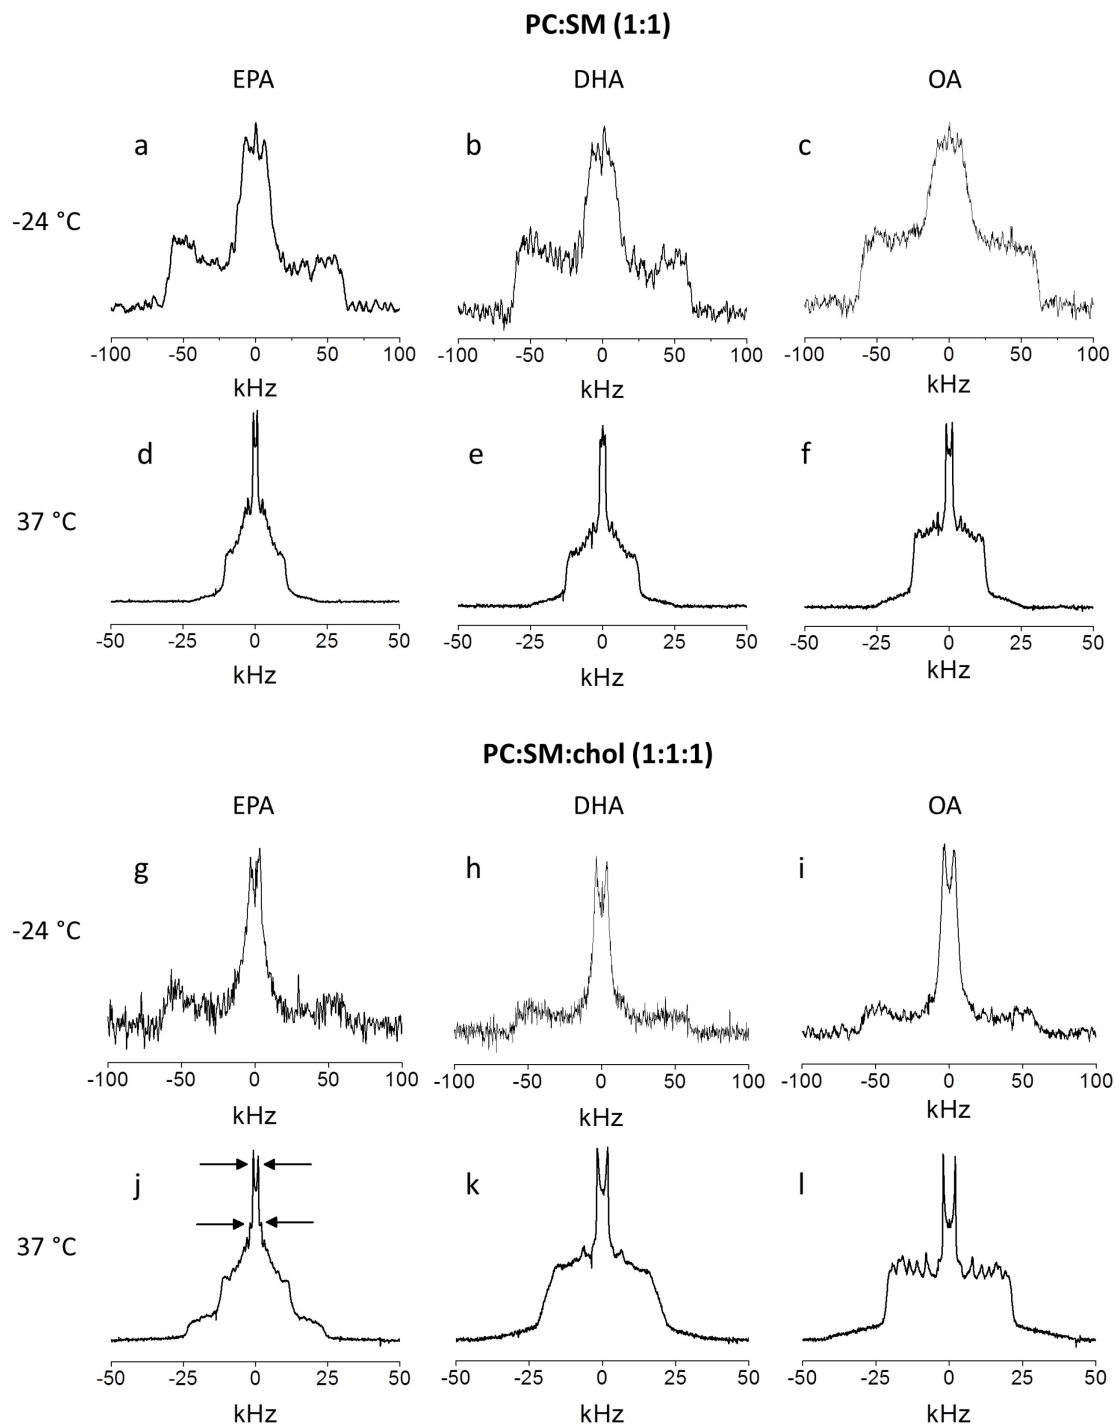 PC:SM (1:1)
EPA DHA OA
a b c
-24 °C
-100 -50 0 50 100 -100 -50 0 50 100 -100 -50 0 50 100
kHz kHz kHz
d e f
37 °C
-50 -25 0 25 50 -50 -25 0 25 50 -50 -25 0 25 50
kHz kHz kHz
PC:SM:chol (1:1:1)
EPA DHA OA
g h i
-24 °C
-100 -50 0 50 100 -100 -50 0 50 100 -100 -50 0 50 100
kHz kHz kHz
j k l
37 °C
-50 -25 0 25 50 -50 -25 0 25 50 -50 -25 0 25 50
kHz kHz kHz